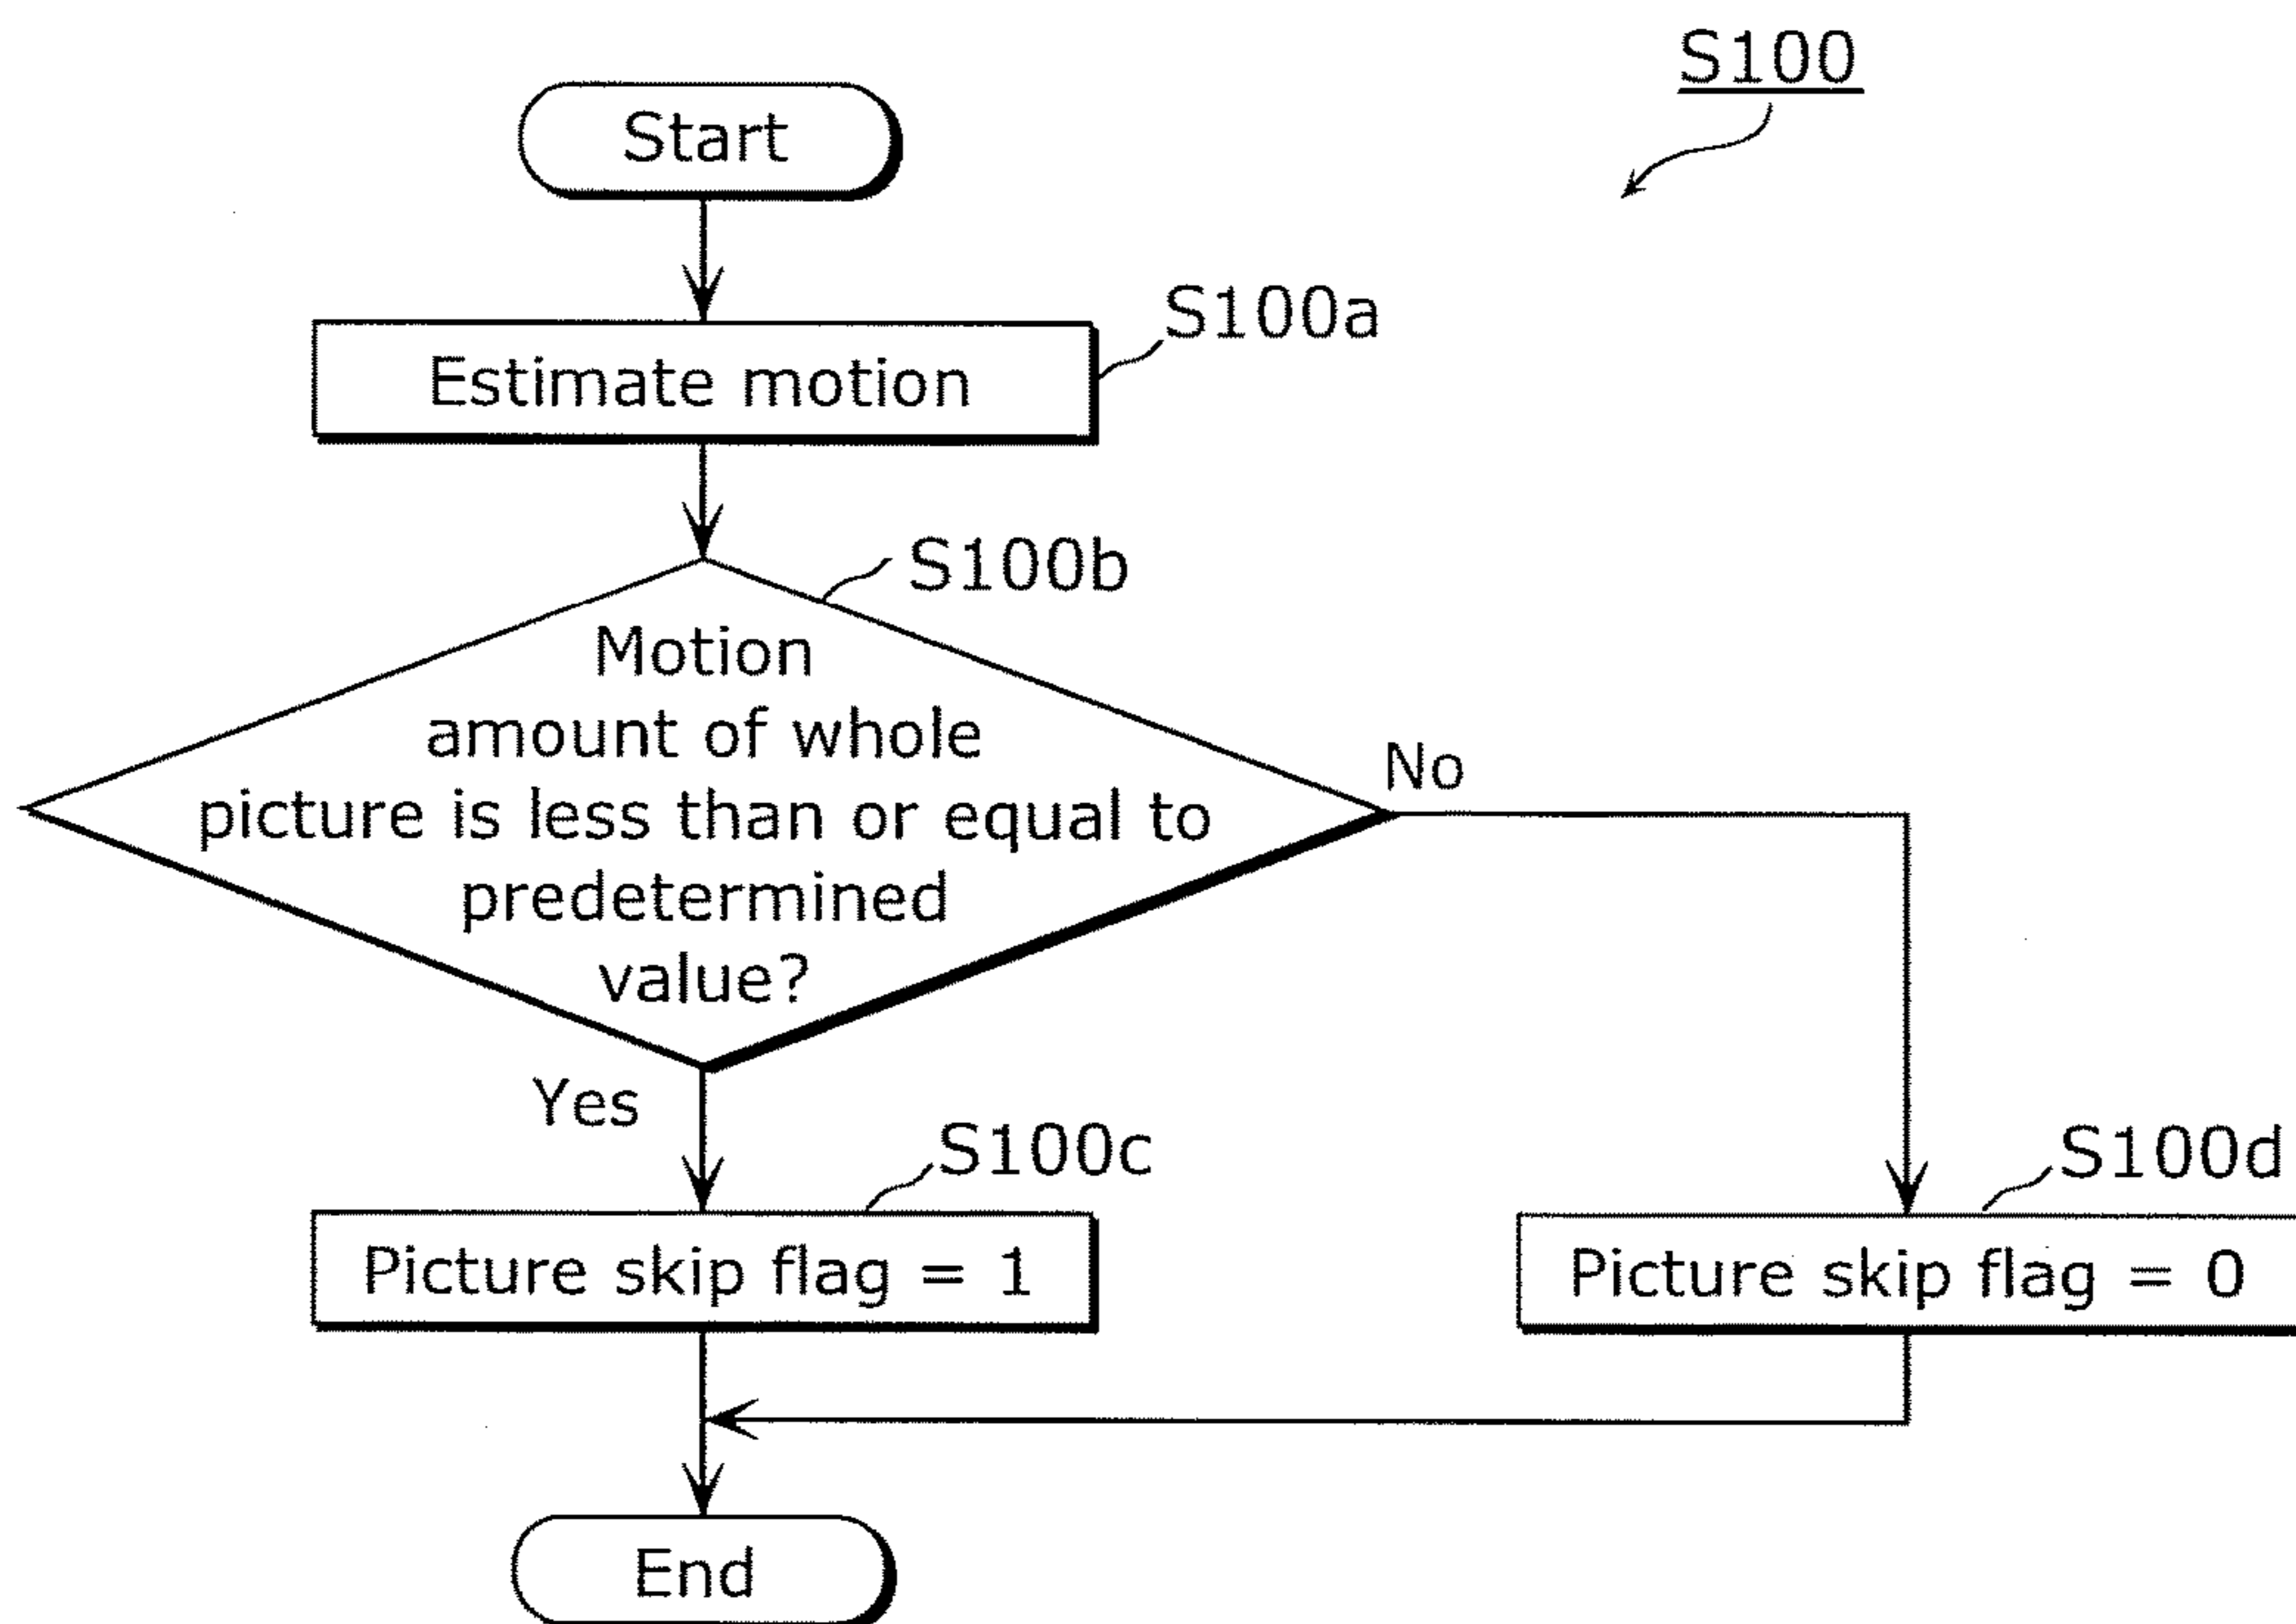 S100
Start
S100a
Estimate motion
S100b
Motion
amount of whole
picture is less than or equal to
predetermined
value?
No
Yes
S100c
S100d
Picture skip flag = 1
Picture skip flag = 0
End